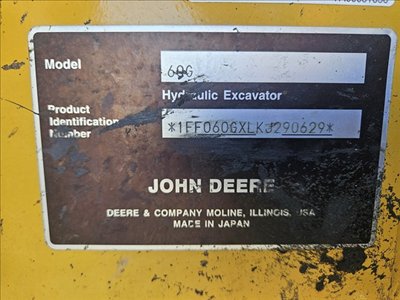 Model 60G
Hydraulic Excavator
Product
Identification
Number
*1FF060GXLKJ290629*
JOHN DEERE
DEERE & COMPANY MOLINE, ILLINOIS, USA
MADE IN JAPAN